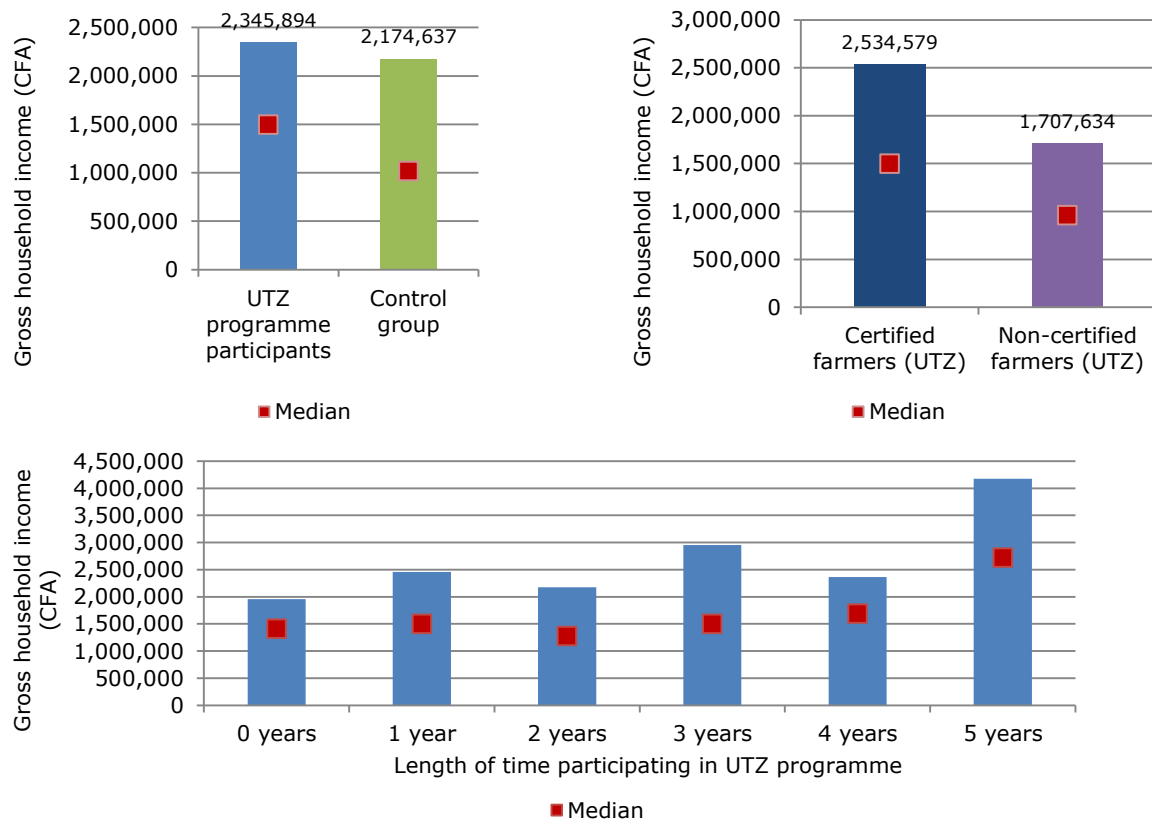 Gross household income (CFA)
2,500,000
2,000,000
1,500,000
1,000,000
500,000
0
2,345,894
2,174,637
UTZ
programme
participants
Control
group
Median
Gross household income (CFA)
3,000,000
2,500,000
2,000,000
1,500,000
1,000,000
500,000
0
2,534,579
1,707,634
Certified
farmers (UTZ)
Non-certified
farmers (UTZ)
Median
Gross household income
(CFA)
4,500,000
4,000,000
3,500,000
3,000,000
2,500,000
2,000,000
1,500,000
1,000,000
500,000
0
0 years
1 year
2 years
3 years
4 years
5 years
Length of time participating in UTZ programme
Median